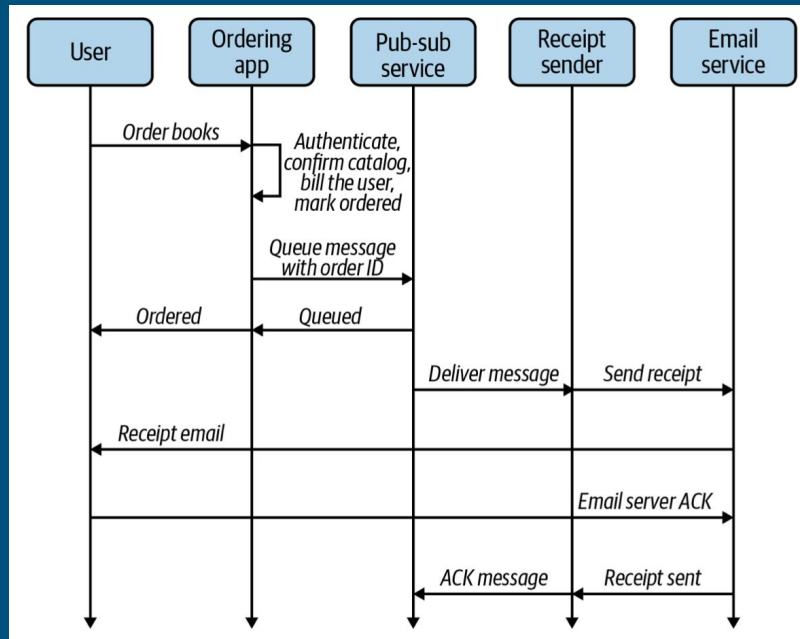 User
Ordering
app
Pub-sub
service
Receipt
sender
Email
service
Order books
Authenticate,
confirm catalog,
bill the user,
mark ordered
Queue message
with order ID
Ordered
Queued
Deliver message
Send receipt
Receipt email
Email server ACK
ACK message
Receipt sent